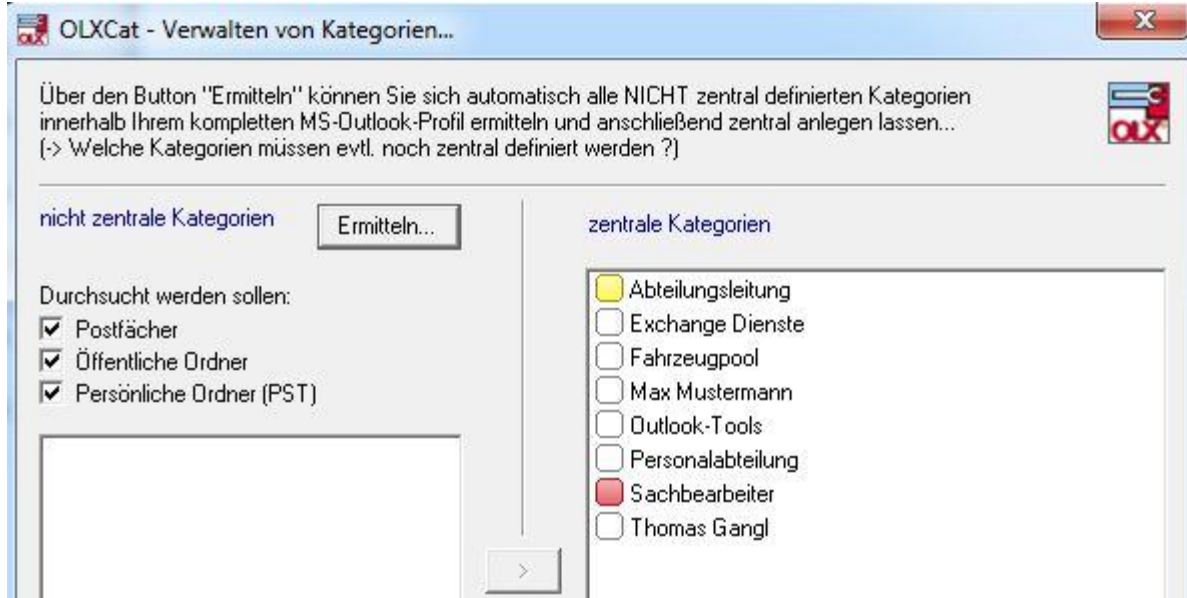 OLXCat - Verwalten von Kategorien...
Über den Button "Ermitteln" können Sie sich automatisch alle NICHT zentral definierten Kategorien
innerhalb Ihrem kompletten MS-Outlook-Profil ermitteln und anschließend zentral anlegen lassen...
(-> Welche Kategorien müssen evtl. noch zentral definiert werden ?)
OLX
nicht zentrale Kategorien
Ermitteln...
Durchsucht werden sollen:
Postfächer
Öffentliche Ordner
Persönliche Ordner (PST)
>
zentrale Kategorien
Abteilungsleitung
Exchange Dienste
Fahrzeugpool
Max Mustermann
Outlook-Tools
Personalabteilung
Sachbearbeiter
Thomas Gangl